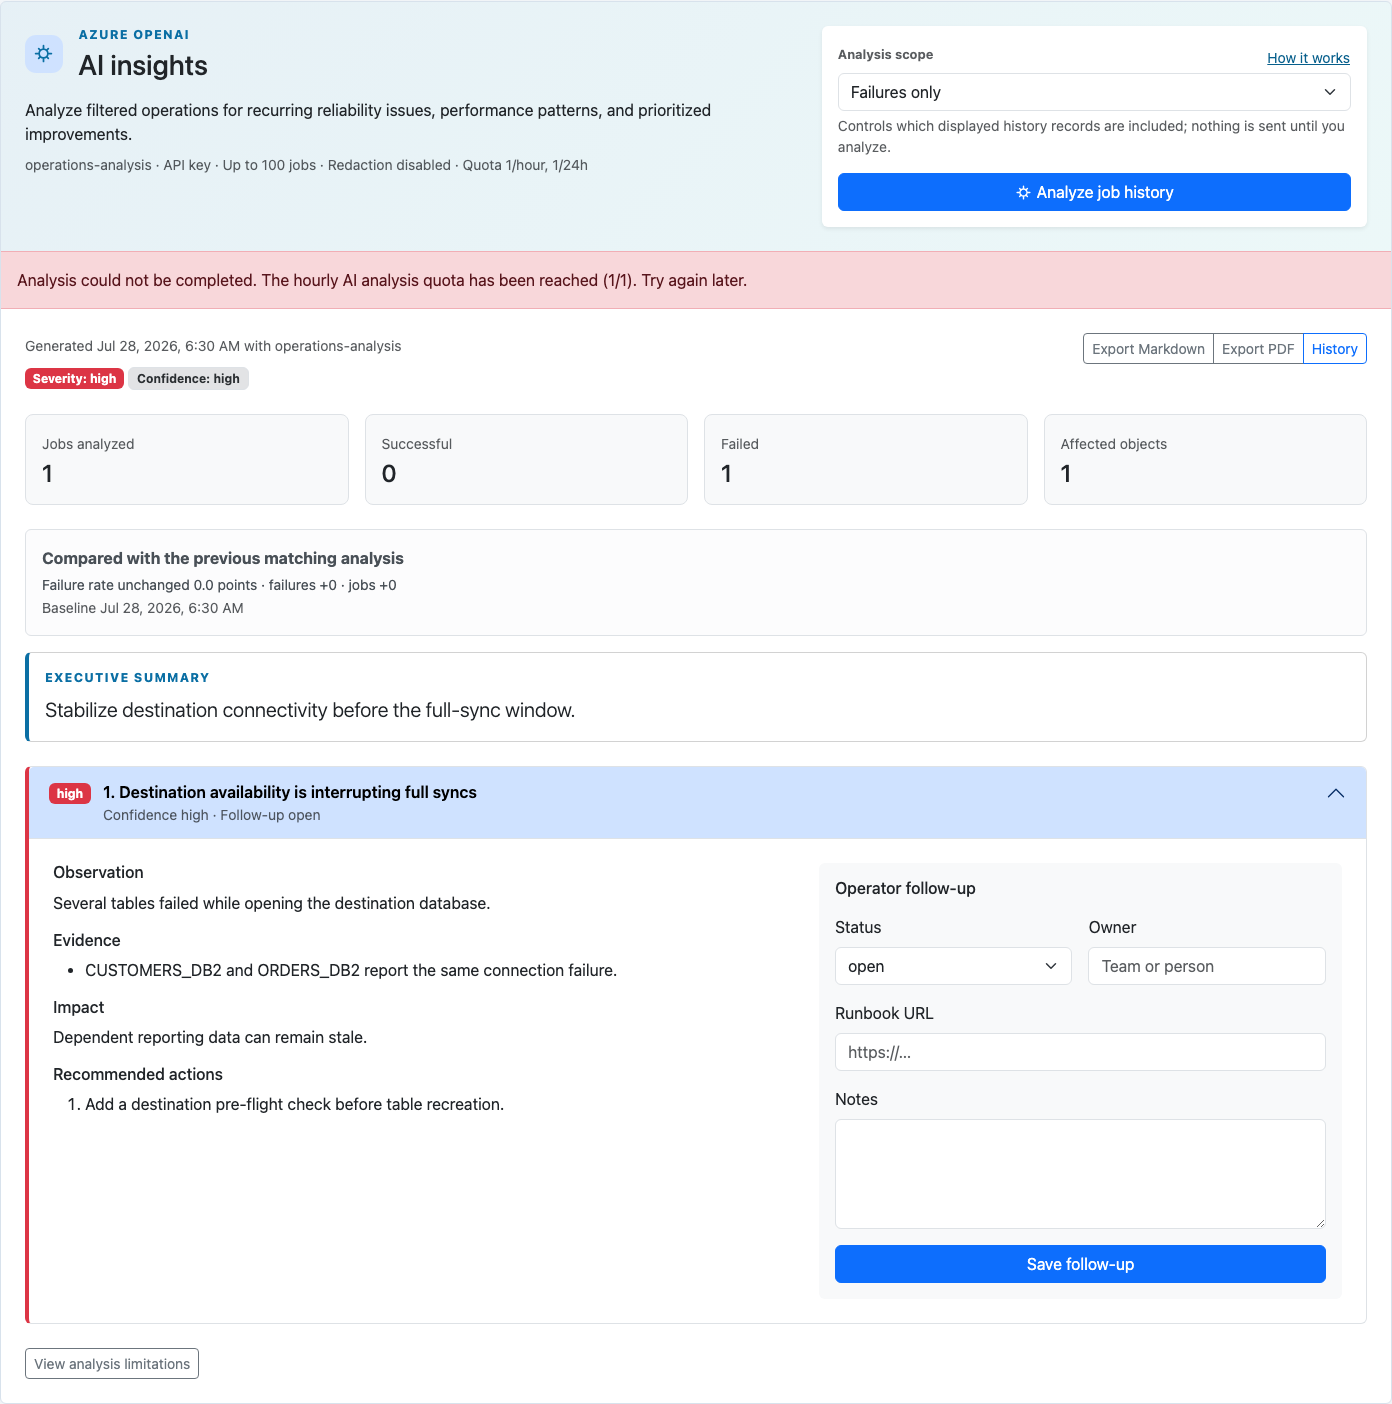 AZURE OPENAI
AI insights
Analyze filtered operations for recurring reliability issues, performance patterns, and prioritized
improvements.
operations-analysis · API key · Up to 100 jobs · Redaction disabled · Quota 1/hour, 1/24h
Analysis scope
How it works
Failures only
Controls which displayed history records are included; nothing is sent until you
analyze.
Analyze job history
Analysis could not be completed. The hourly AI analysis quota has been reached (1/1). Try again later.
Generated Jul 28, 2026, 6:30 AM with operations-analysis
Export Markdown
Export PDF
History
Severity: high
Confidence: high
Jobs analyzed
1
Successful
0
Failed
1
Affected objects
1
Compared with the previous matching analysis
Failure rate unchanged 0.0 points · failures +0 · jobs +0
Baseline Jul 28, 2026, 6:30 AM
EXECUTIVE SUMMARY
Stabilize destination connectivity before the full-sync window.
high
1. Destination availability is interrupting full syncs
Confidence high · Follow-up open
Observation
Several tables failed while opening the destination database.
Evidence
• CUSTOMERS_DB2 and ORDERS_DB2 report the same connection failure.
Impact
Dependent reporting data can remain stale.
Recommended actions
1. Add a destination pre-flight check before table recreation.
Operator follow-up
Status
Owner
open
Team or person
Runbook URL
https://...
Notes
Save follow-up
View analysis limitations